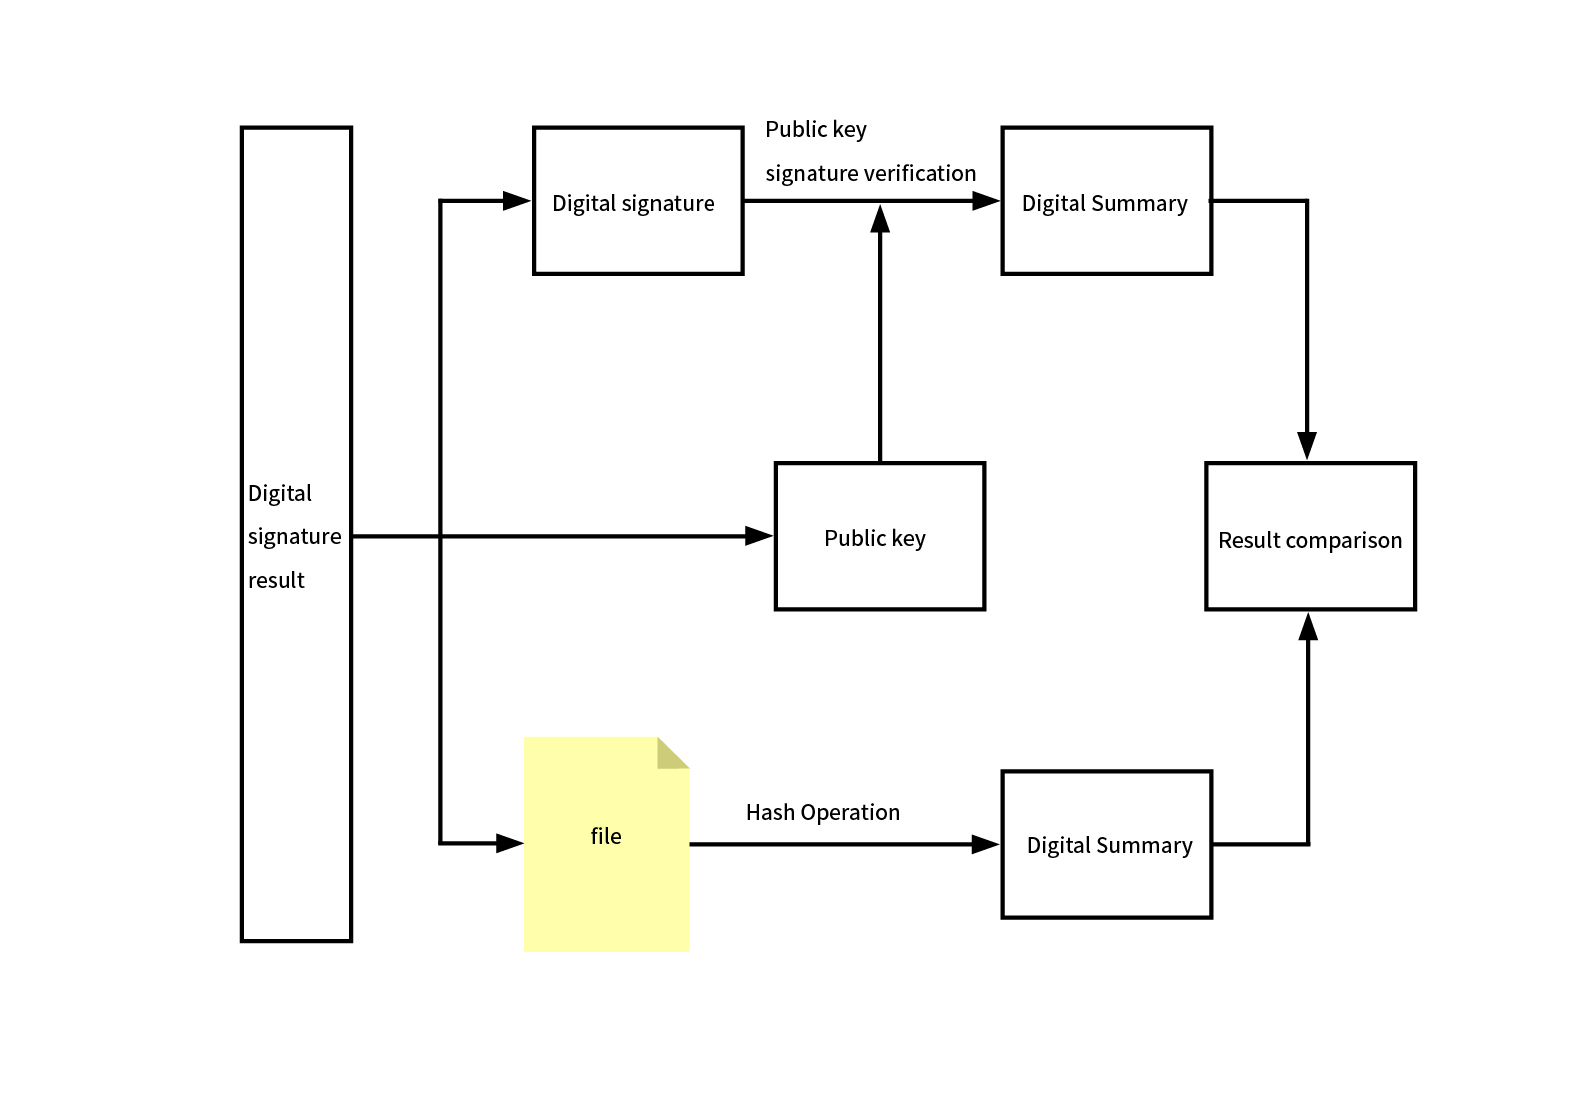 Public key
signature verification
Digital signature
Digital Summary
Digital
signature
result
Public key
Result comparison
file
Hash Operation
Digital Summary